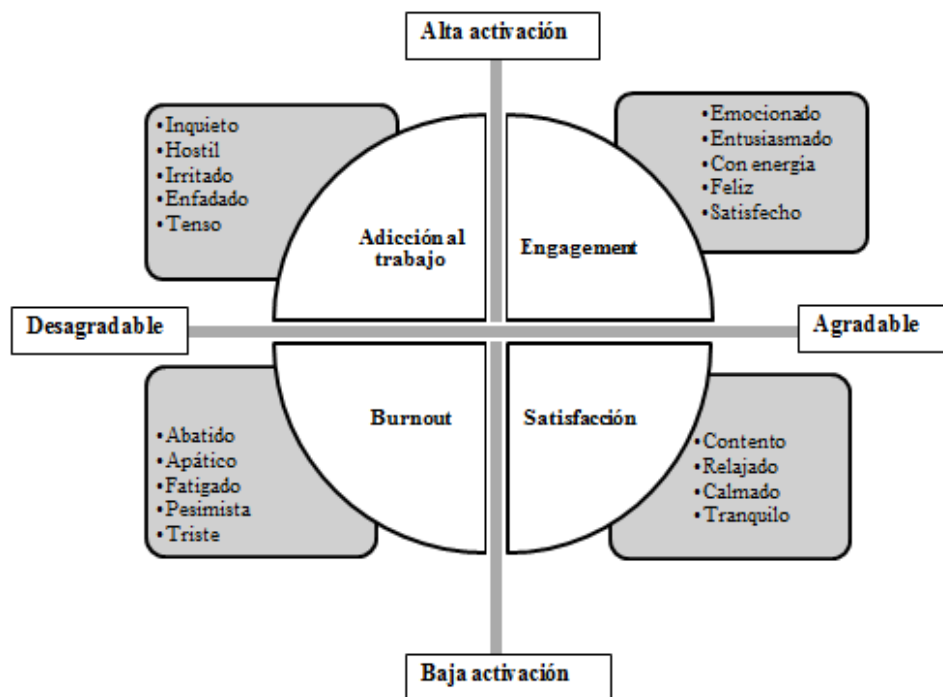 Alta activación
•Inquieto
•Hostil
•Irritado
•Enfadado
•Tenso
•Emocionado
•Entusiasmado
•Con energia
•Feliz
•Satisfecho
Adicción al
trabajo
Engagement
Desagradable
Agradable
Burnout
Satisfacción
•Abatido
•Apático
•Fatigado
•Pesimista
•Triste
•Contento
•Relajado
•Calmado
•Tranquilo
Baja activación